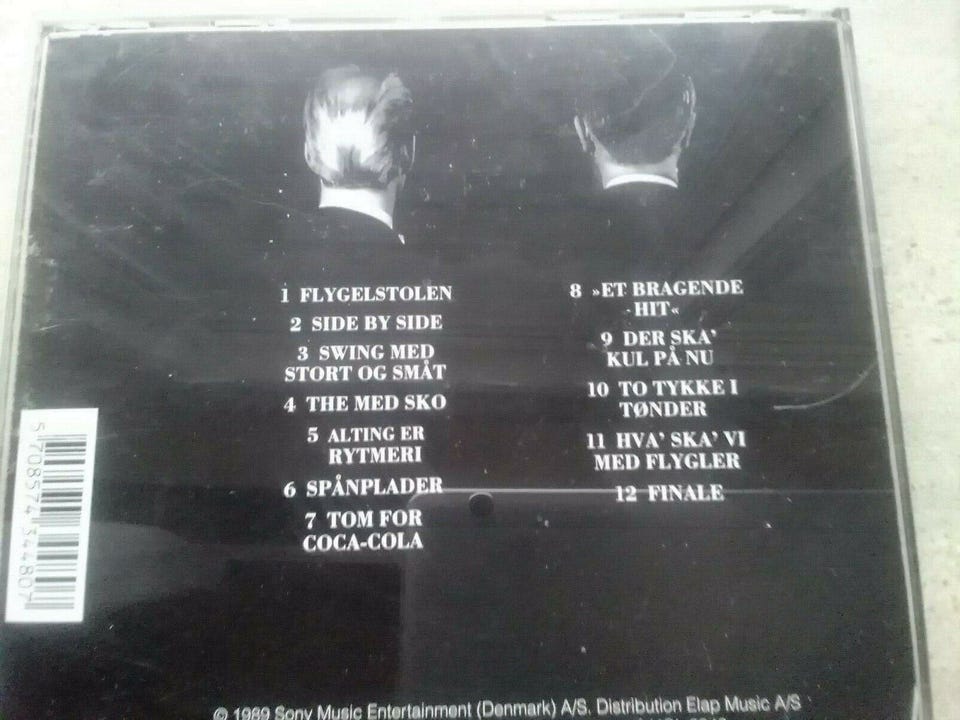 1 FLYGELSTOLEN
2 SIDE BY SIDE
3 SWING MED
STORT OG SMÅT
4 THE MED SKO
5 ALTING ER
RYTMERI
6 SPÅNPLADER
7 TOM FOR
COCA-COLA
8 »ET BRAGENDE
HIT«
9 DER SKA'
KUL PÅ NU
10 TO TYKKE I
TØNDER
11 HVA' SKA' VI
MED FLYGLER
12 FINALE
5 708574 344807
© 1989 Sony Music Entertainment (Denmark) A/S. Distribution Elap Music A/S